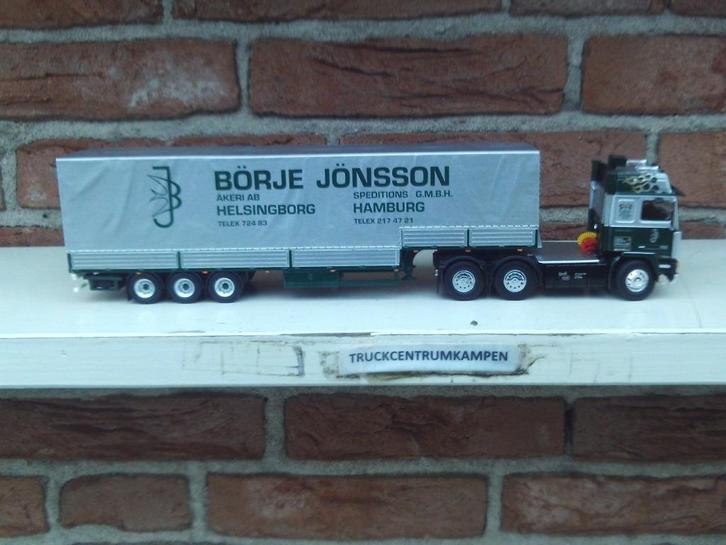 BÖRJE JÖNSSON
ÅKERI AB
HELSINGBORG
TELEX 724 83
SPEDITIONS G.M.B.H.
HAMBURG
TELEX 217 47 21
TRUCKCENTRUMKAMPEN